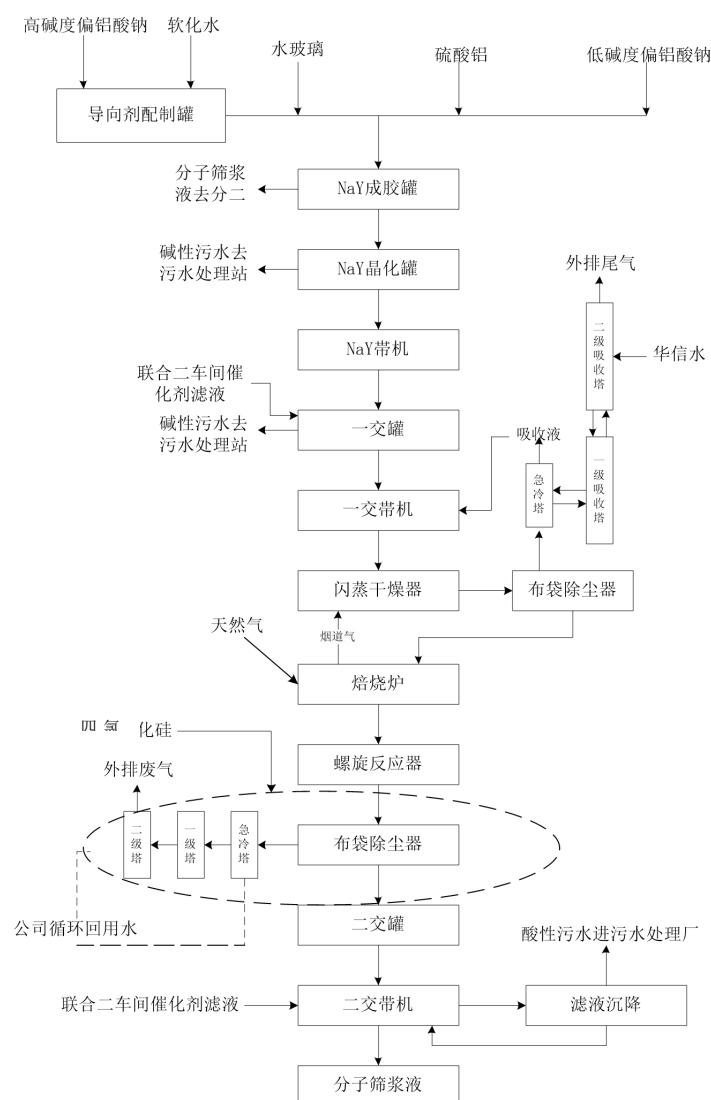 高碱度偏铝酸钠
软化水
水玻璃
硫酸铝
低碱度偏铝酸钠
导向剂配制罐
分子筛浆
液去分二
NaY成胶罐
碱性污水去
污水处理站
NaY晶化罐
外排尾气
二级吸收塔
华信水
NaY带机
联合二车间催
化剂滤液
碱性污水去
污水处理站
一交罐
吸收液
急冷塔
一级吸收塔
一交带机
闪蒸干燥器
布袋除尘器
天然气
烟道气
焙烧炉
四氯化硅
螺旋反应器
外排废气
二级塔
一级塔
急冷塔
布袋除尘器
公司循环回用水
二交罐
酸性污水进污水处理厂
联合二车间催化剂滤液
二交带机
滤液沉降
分子筛浆液